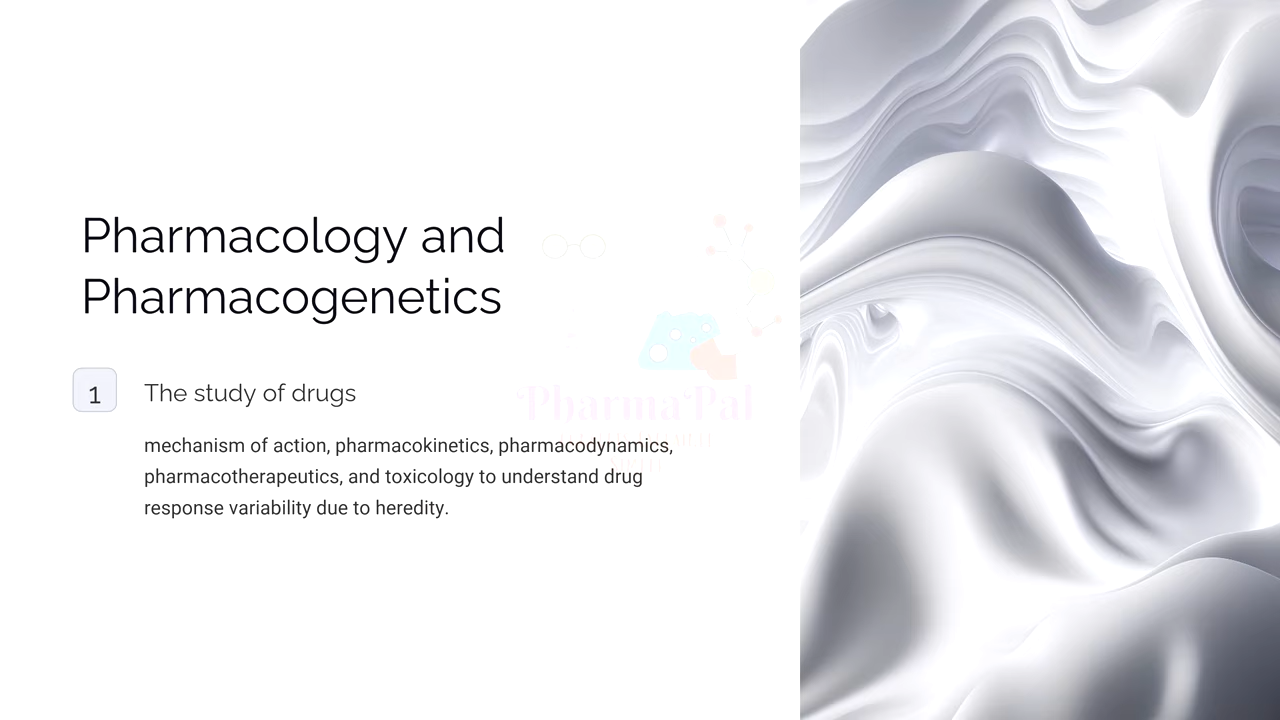 Pharmacology and
Pharmacogenetics
1
The study of drugs
mechanism of action, pharmacokinetics, pharmacodynamics,
pharmacotherapeutics, and toxicology to understand drug
response variability due to heredity.
Pharma Pal